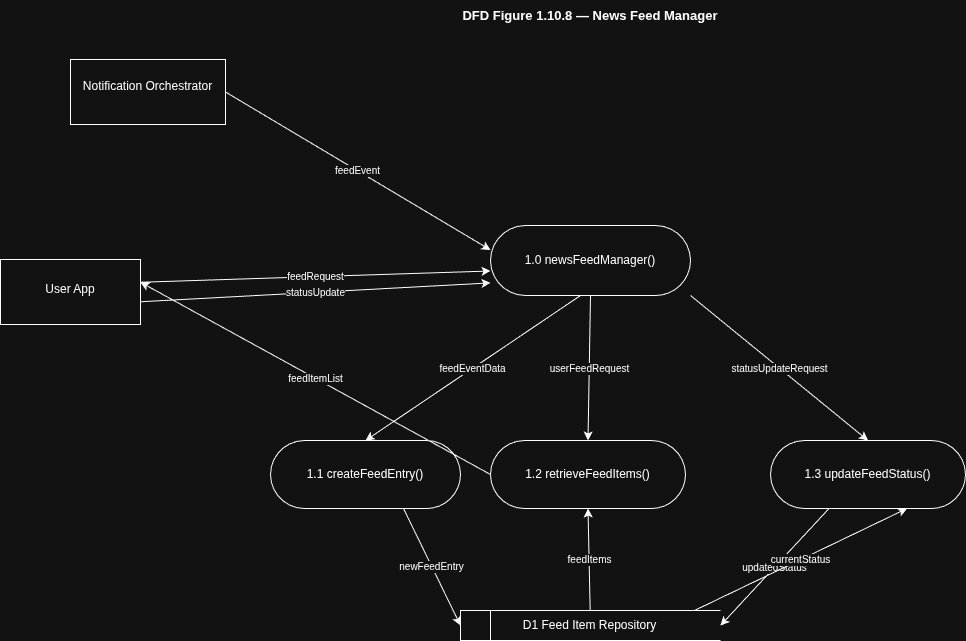 DFD Figure 1.10.8 — News Feed Manager
Notification Orchestrator
feedEvent
1.0 newsFeedManager()
feedRequest
User App
statusUpdate
feedEventData
userFeedRequest
statusUpdateRequest
feedItemList
1.1 createFeedEntry()
1.2 retrieveFeedItems()
1.3 updateFeedStatus()
currentStatus
feedItems
newFeedEntry
updatedStatus
D1 Feed Item Repository